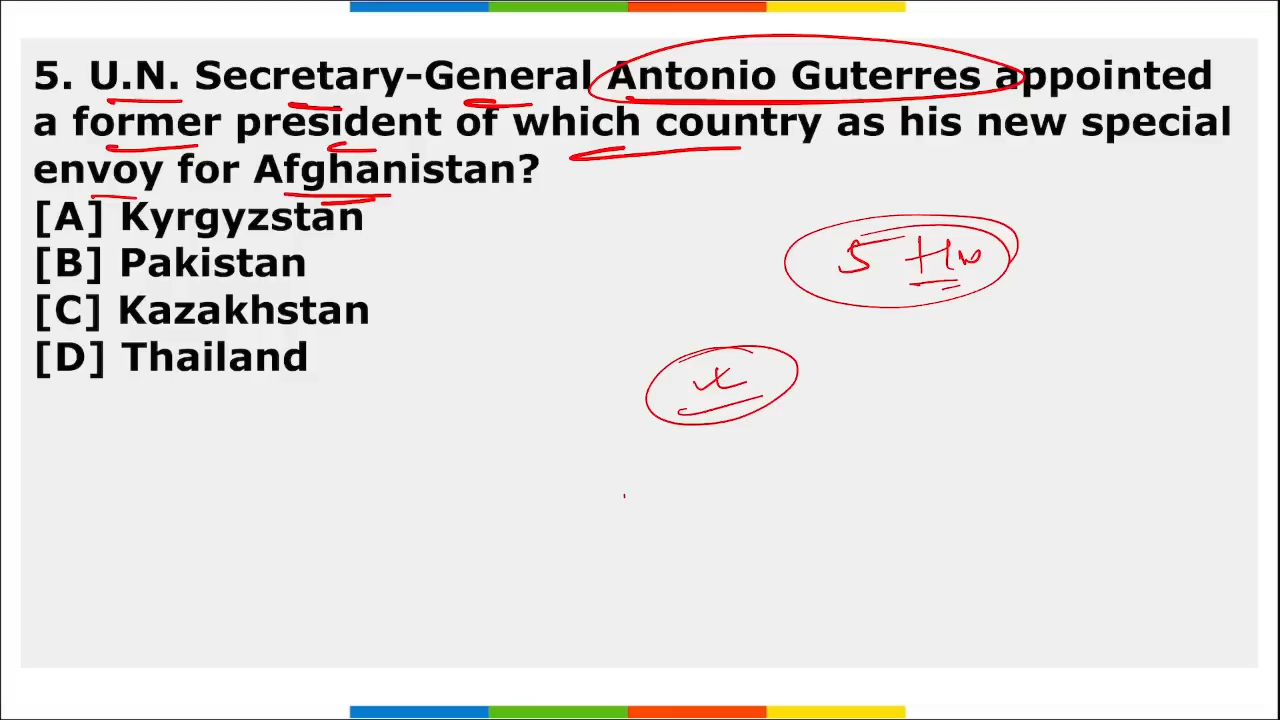 5. U.N. Secretary-General Antonio Guterres appointed
a former president of which country as his new special
envoy for Afghanistan?
[A] Kyrgyzstan
[B] Pakistan
[C] Kazakhstan
[D] Thailand
5